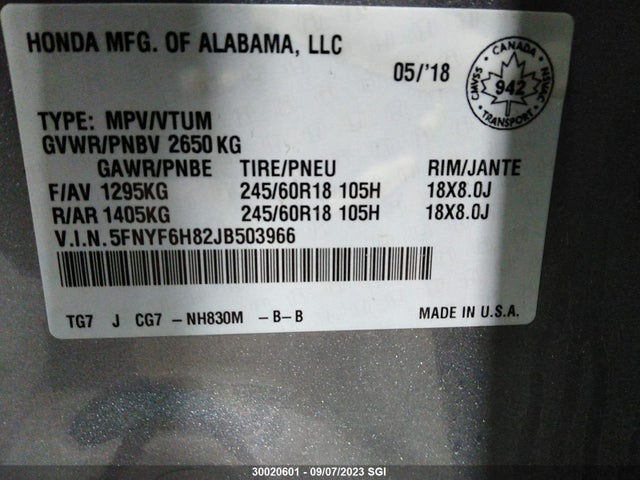 HONDA MFG. OF ALABAMA, LLC
05/'18
CANADA
CMVSS 942 NSVAC
TRANSPORT
TYPE: MPV/VTUM
GVWR/PNBV 2650 KG
GAWR/PNBE TIRE/PNEU RIM/JANTE
F/AV 1295KG 245/60R18 105H 18X8.0J
R/AR 1405KG 245/60R18 105H 18X8.0J
V.I.N.5FNYF6H82JB503966
TG7 J CG7 -NH830M -B-B MADE IN U.S.A.
30020601 - 09/07/2023 SGI